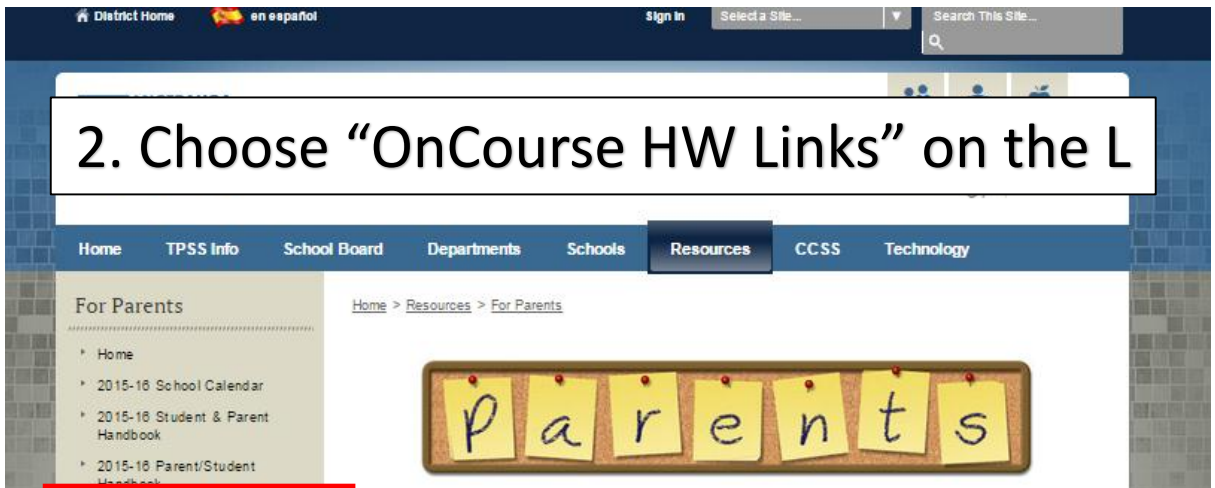 District Home en español Sign In Select a Site... Search This Site...
2. Choose “OnCourse HW Links” on the L
Home TPSS Info School Board Departments Schools Resources CCSS Technology
For Parents
Home > Resources > For Parents
Home
2015-16 School Calendar
2015-16 Student & Parent
Handbook
2015-16 Parent/Student
Handbook
Parents